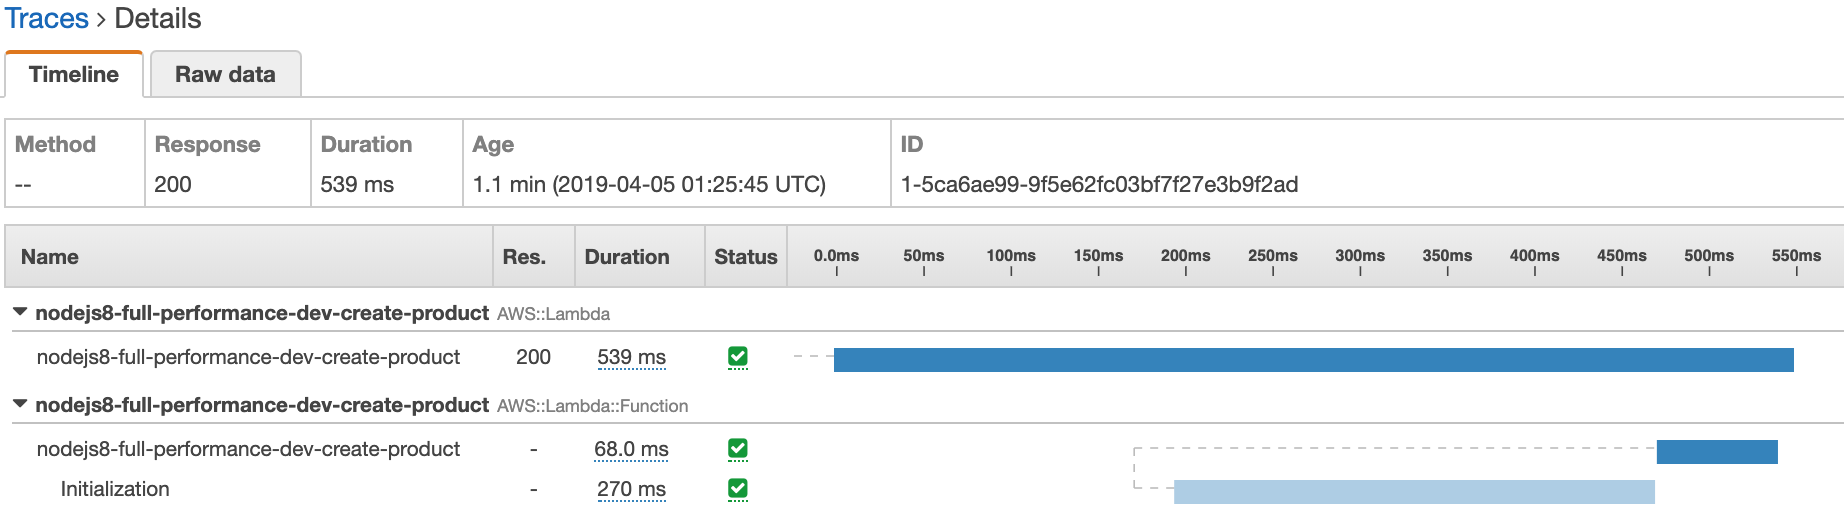 Traces > Details
Timeline Raw data
Method Response Duration Age ID
-- 200 539 ms 1.1 min (2019-04-05 01:25:45 UTC) 1-5ca6ae99-9f5e62fc03bf7f27e3b9f2ad
Name Res. Duration Status 0.0ms 50ms 100ms 150ms 200ms 250ms 300ms 350ms 400ms 450ms 500ms 550ms
nodejs8-full-performance-dev-create-product AWS::Lambda
nodejs8-full-performance-dev-create-product 200 539 ms
nodejs8-full-performance-dev-create-product AWS::Lambda::Function
nodejs8-full-performance-dev-create-product - 68.0 ms
Initialization - 270 ms